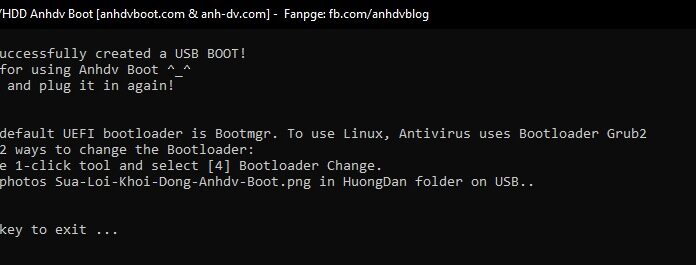 /HDD Anhdv Boot [anhdvboot.com & anh-dv.com] - Fanpge: fb.com/anhdvblog
uccessfully created a USB BOOT!
for using Anhdv Boot ^_^
and plug it in again!
default UEFI bootloader is Bootmgr. To use Linux, Antivirus uses Bootloader Grub2
2 ways to change the Bootloader:
e 1-click tool and select [4] Bootloader Change.
photos Sua-Loi-Khoi-Dong-Anhdv-Boot.png in HuongDan folder on USB..
key to exit ...